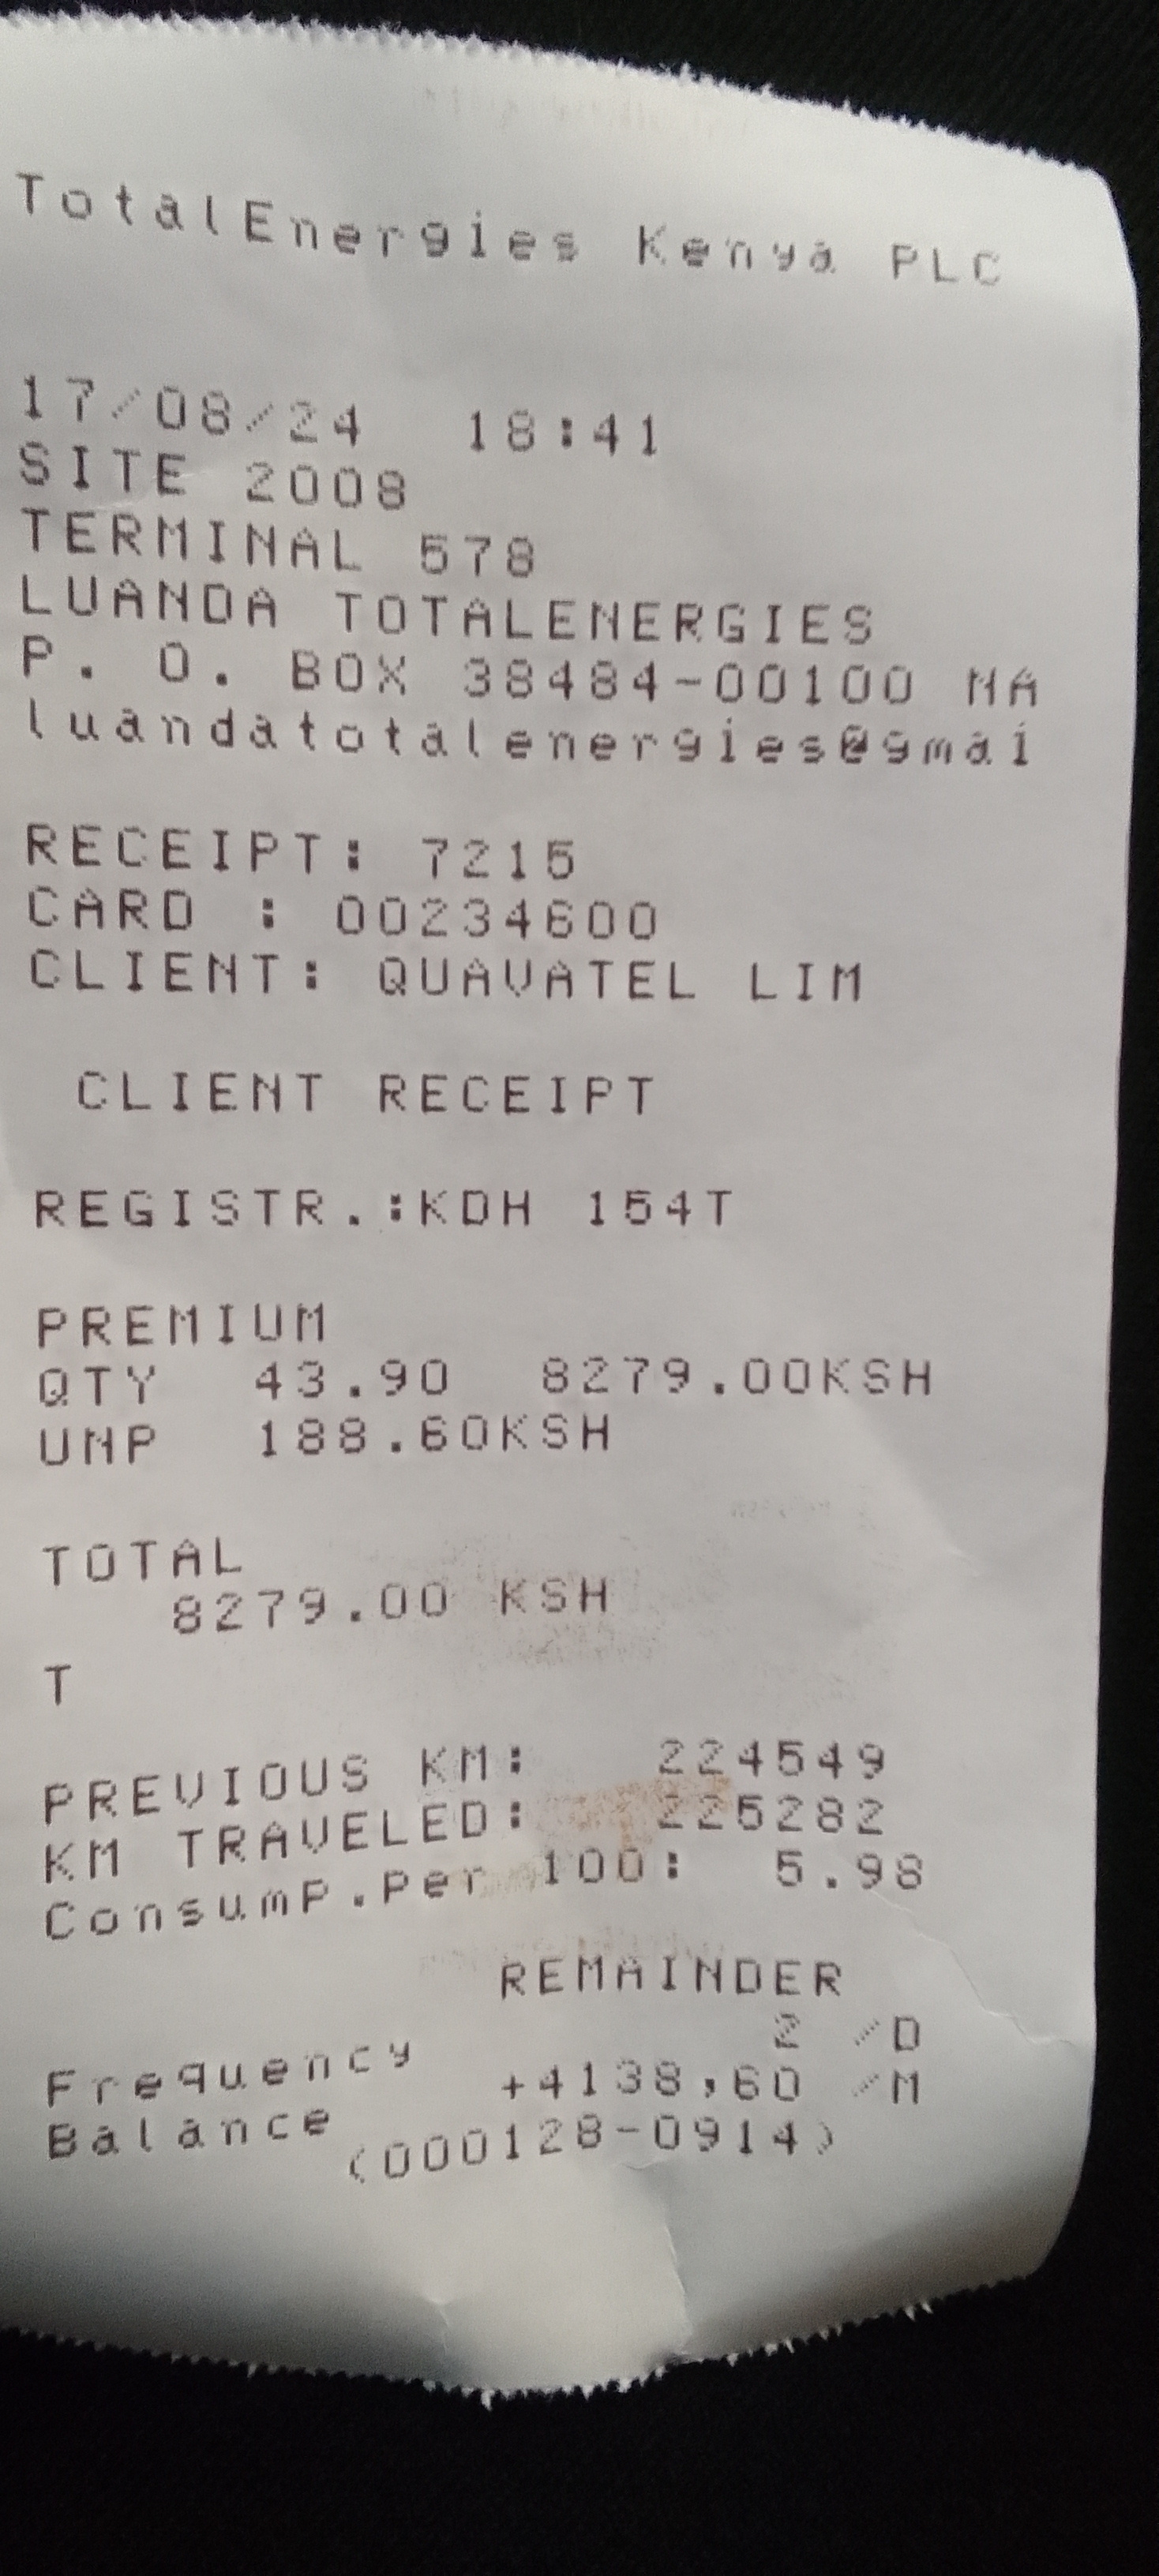 TotalEnergies Kenya PLC
17/08/24 18:41
SITE 2008
TERMINAL 578
LUANDA TOTALENERGIES
P. O. BOX 38484-00100 NA
luandatotalenergies@gmai
RECEIPT: 7215
CARD : 00234600
CLIENT: QUAVATEL LIM
CLIENT RECEIPT
REGISTR.:KDH 154T
PREMIUM
QTY 43.90 8279.00KSH
UNP 188.60KSH
TOTAL
8279.00 KSH
T
PREVIOUS KM: 224549
KM TRAVELED: 225282
Consump.Per 100: 5.98
REMAINDER
Frequency 2 /D
Balance +4138,60 /M
(000128-0914)